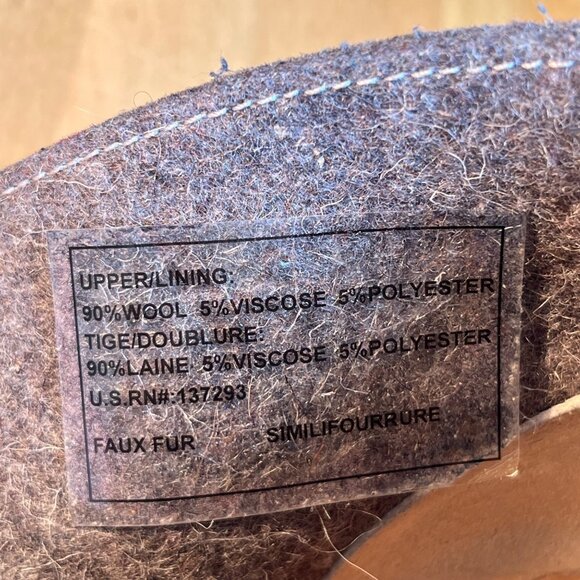 UPPER/LINING:
90%WOOL 5%VISCOSE 5%POLYESTER
TIGE/DOUBLURE:
90%LAINE 5%VISCOSE 5%POLYESTER
U.S.RN#:137293
FAUX FUR SIMILIFOURRURE